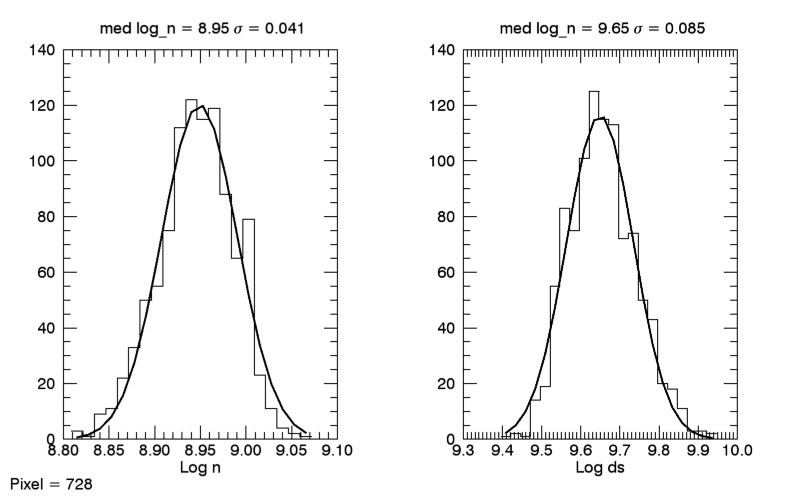 med log_n = 8.95 σ = 0.041
140
120
100
80
60
40
20
0
8.80 8.85 8.90 8.95 9.00 9.05 9.10
Log n
med log_n = 9.65 σ = 0.085
140
120
100
80
60
40
20
0
9.3 9.4 9.5 9.6 9.7 9.8 9.9 10.0
Log ds
Pixel = 728